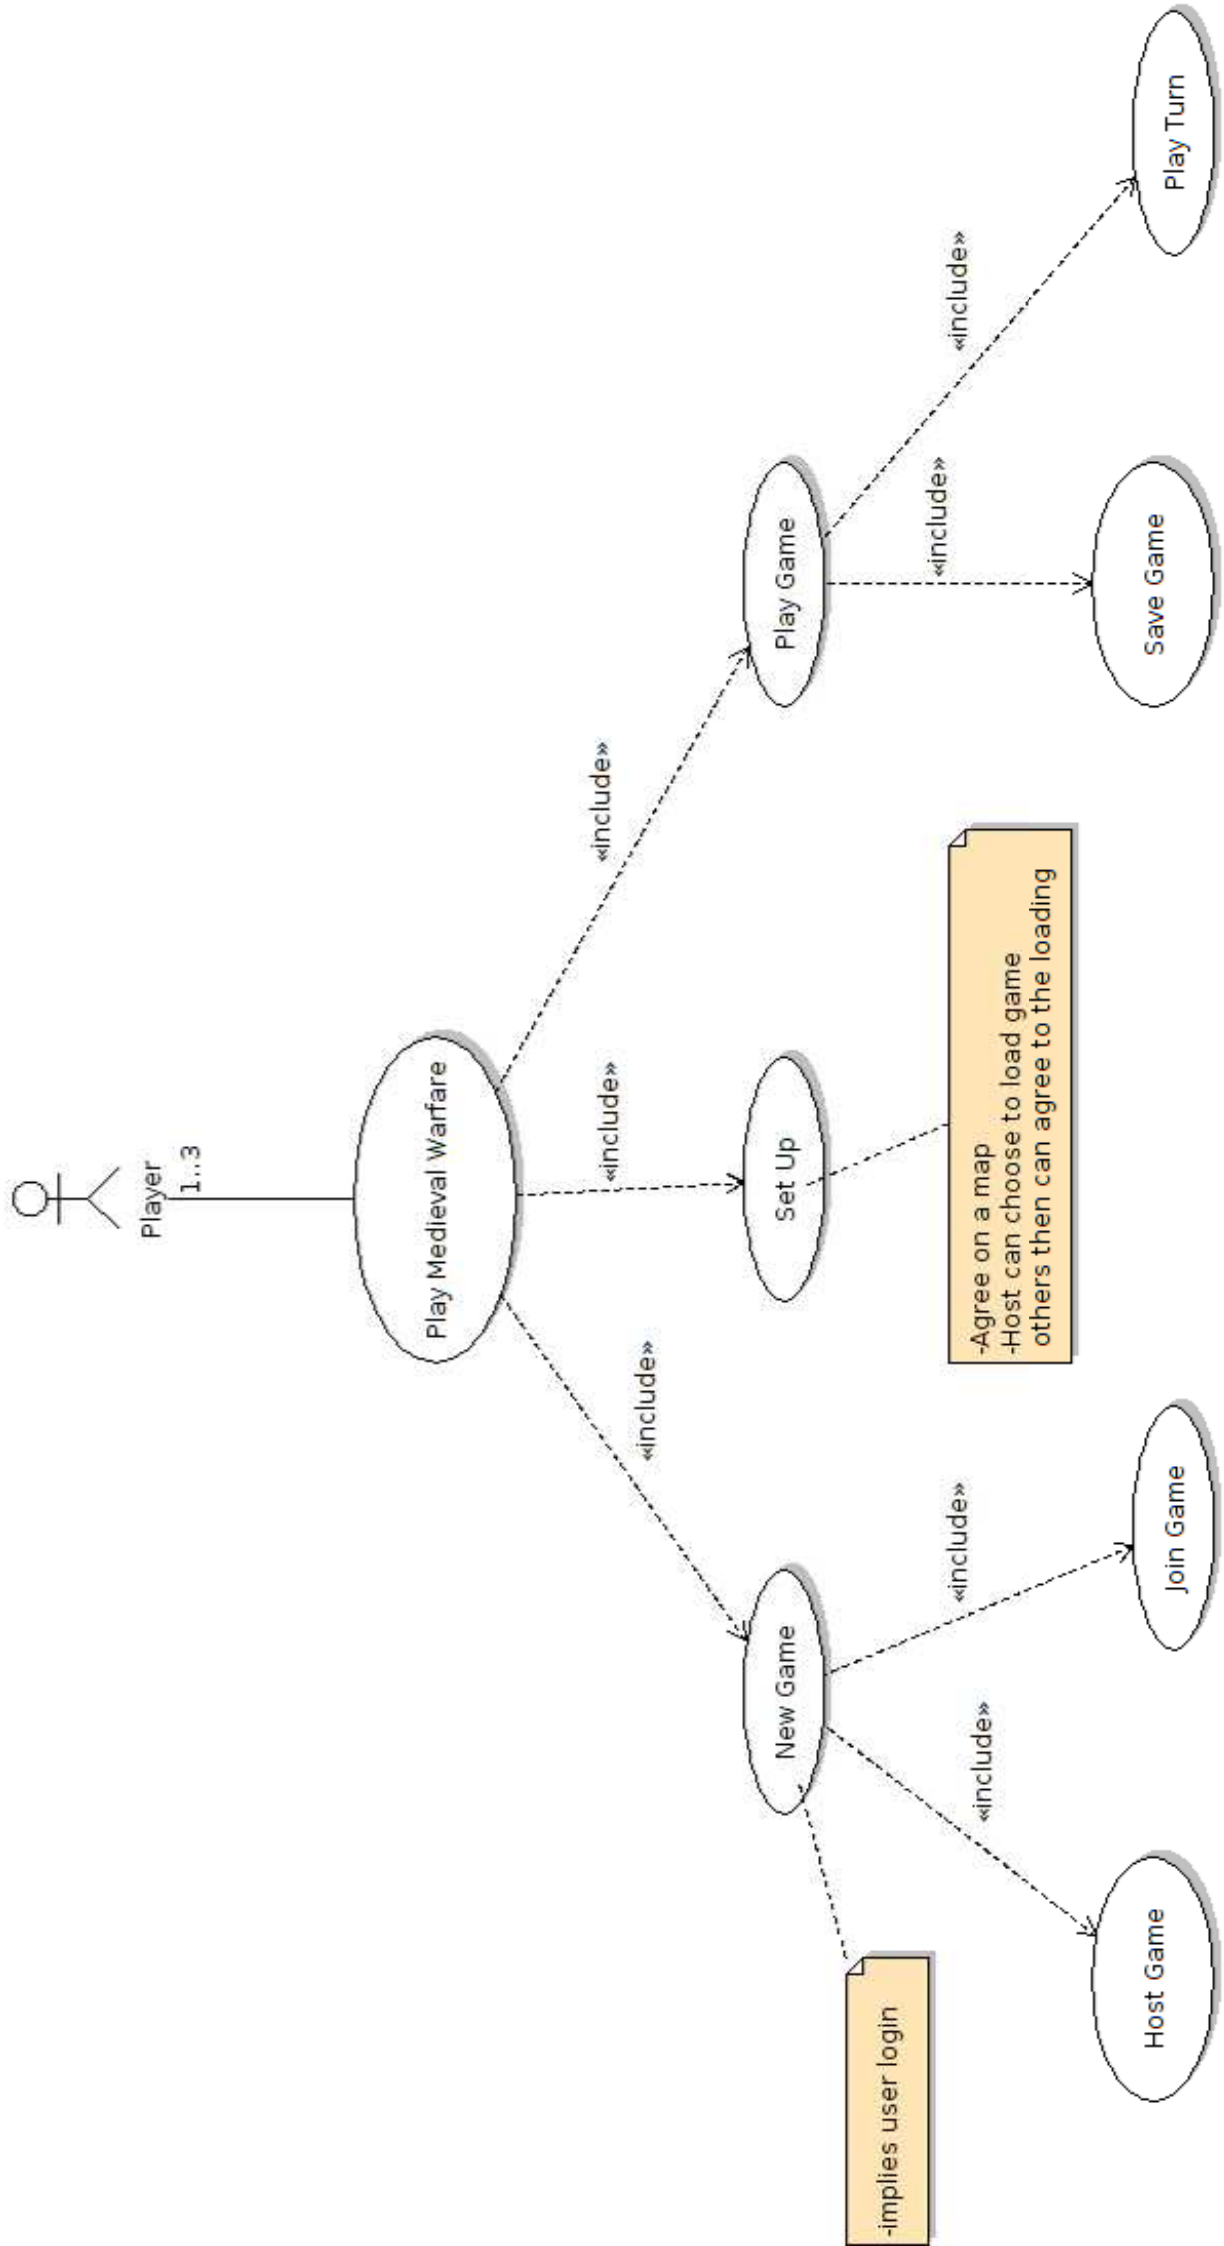 Player
1..3
Play Medieval Warfare
«include»
«include»
«include»
New Game
Set Up
Play Game
-implies user login
«include»
«include»
-Agree on a map
-Host can choose to load game
others then can agree to the loading
«include»
«include»
Host Game
Join Game
Save Game
Play Turn